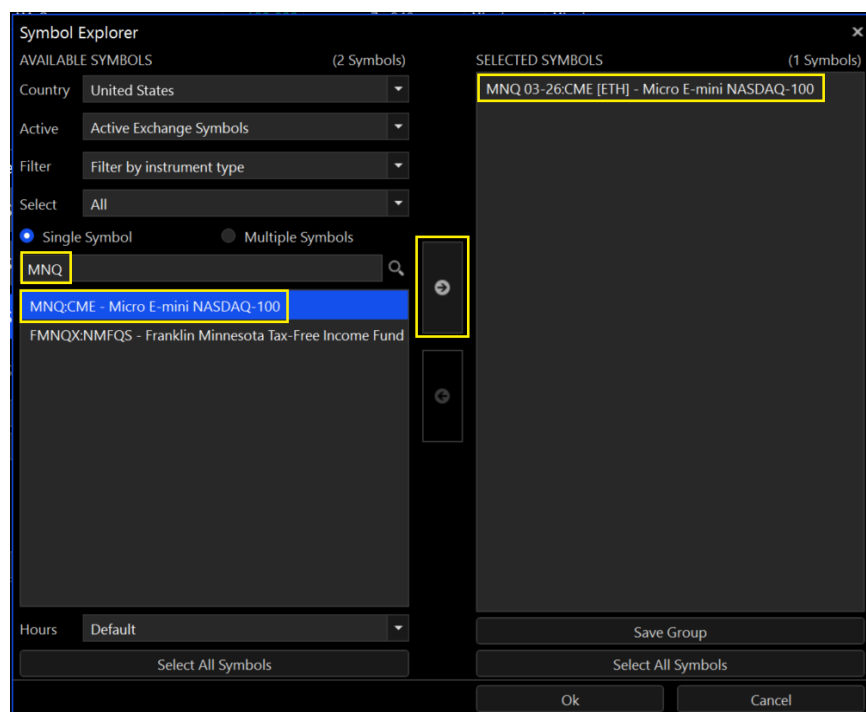 Symbol Explorer
AVAILABLE SYMBOLS (2 Symbols)
Country United States
Active Active Exchange Symbols
Filter Filter by instrument type
Select All
Single Symbol Multiple Symbols
MNQ
MNQ:CME - Micro E-mini NASDAQ-100
FMNQX:NMFQS - Franklin Minnesota Tax-Free Income Fund
Hours Default
Select All Symbols
SELECTED SYMBOLS (1 Symbols)
MNQ 03-26:CME [ETH] - Micro E-mini NASDAQ-100
Save Group
Select All Symbols
Ok Cancel